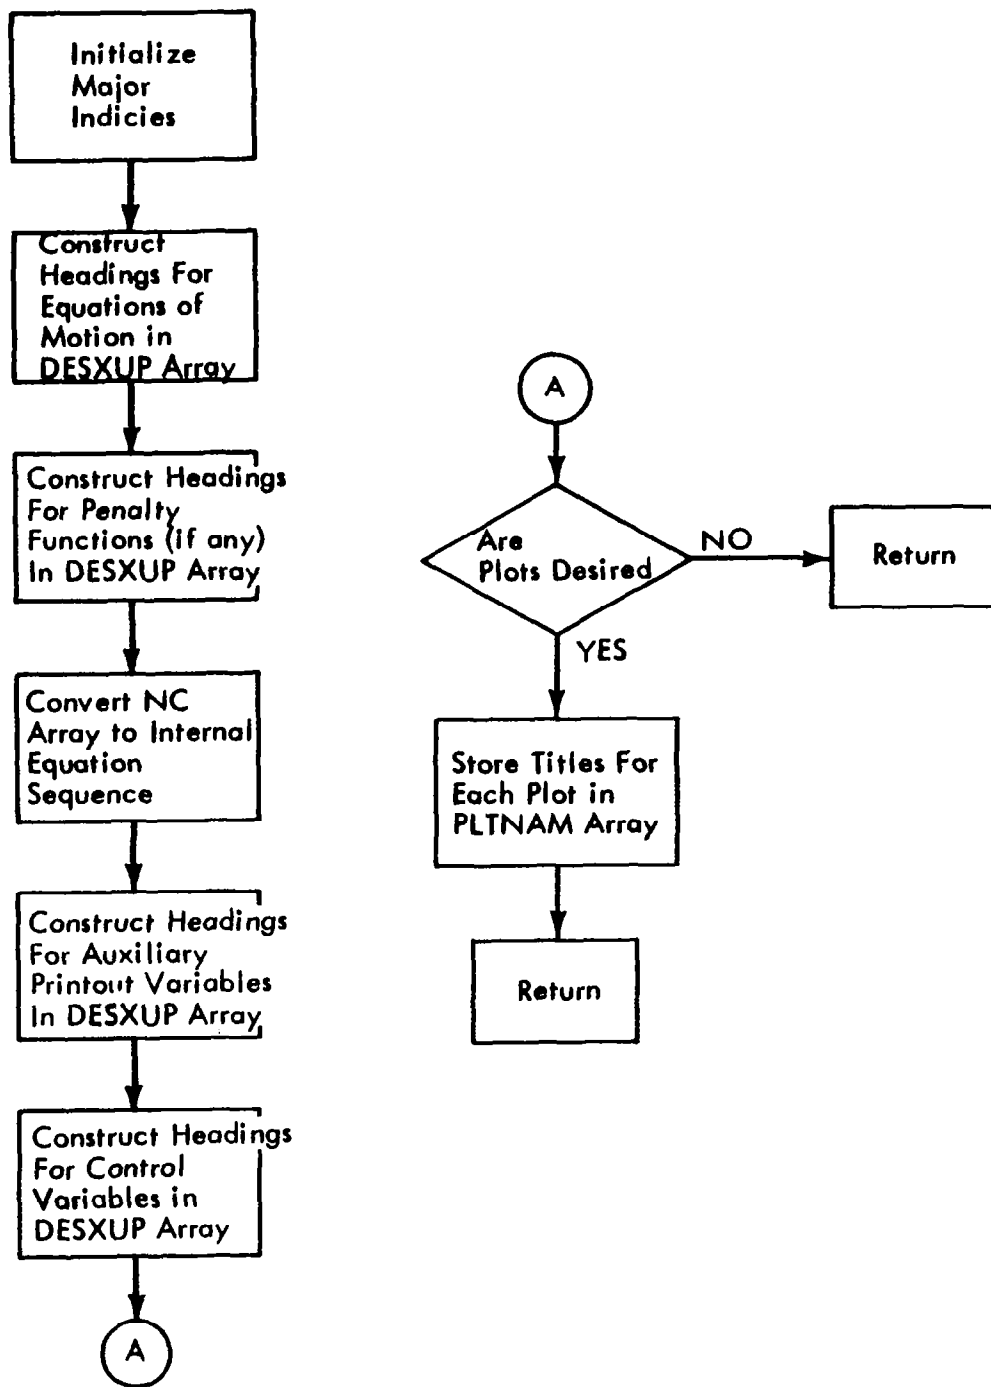 Initialize
Major
Indicies
Construct
Headings For
Equations of
Motion in
DESXUP Array
Construct Headings
For Penalty
Functions (if any)
In DESXUP Array
Convert NC
Array to Internal
Equation
Sequence
Construct Headings
For Auxiliary
Printout Variables
In DESXUP Array
Construct Headings
For Control
Variables in
DESXUP Array
A
A
Are
Plots Desired
NO
Return
YES
Store Titles For
Each Plot in
PLTNAM Array
Return